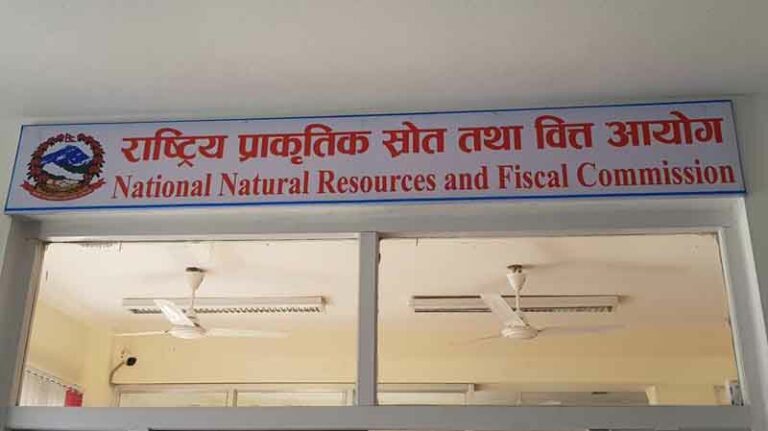 राष्ट्रिय प्राकृतिक स्रोत तथा वित्त आयोग
National Natural Resources and Fiscal Commission